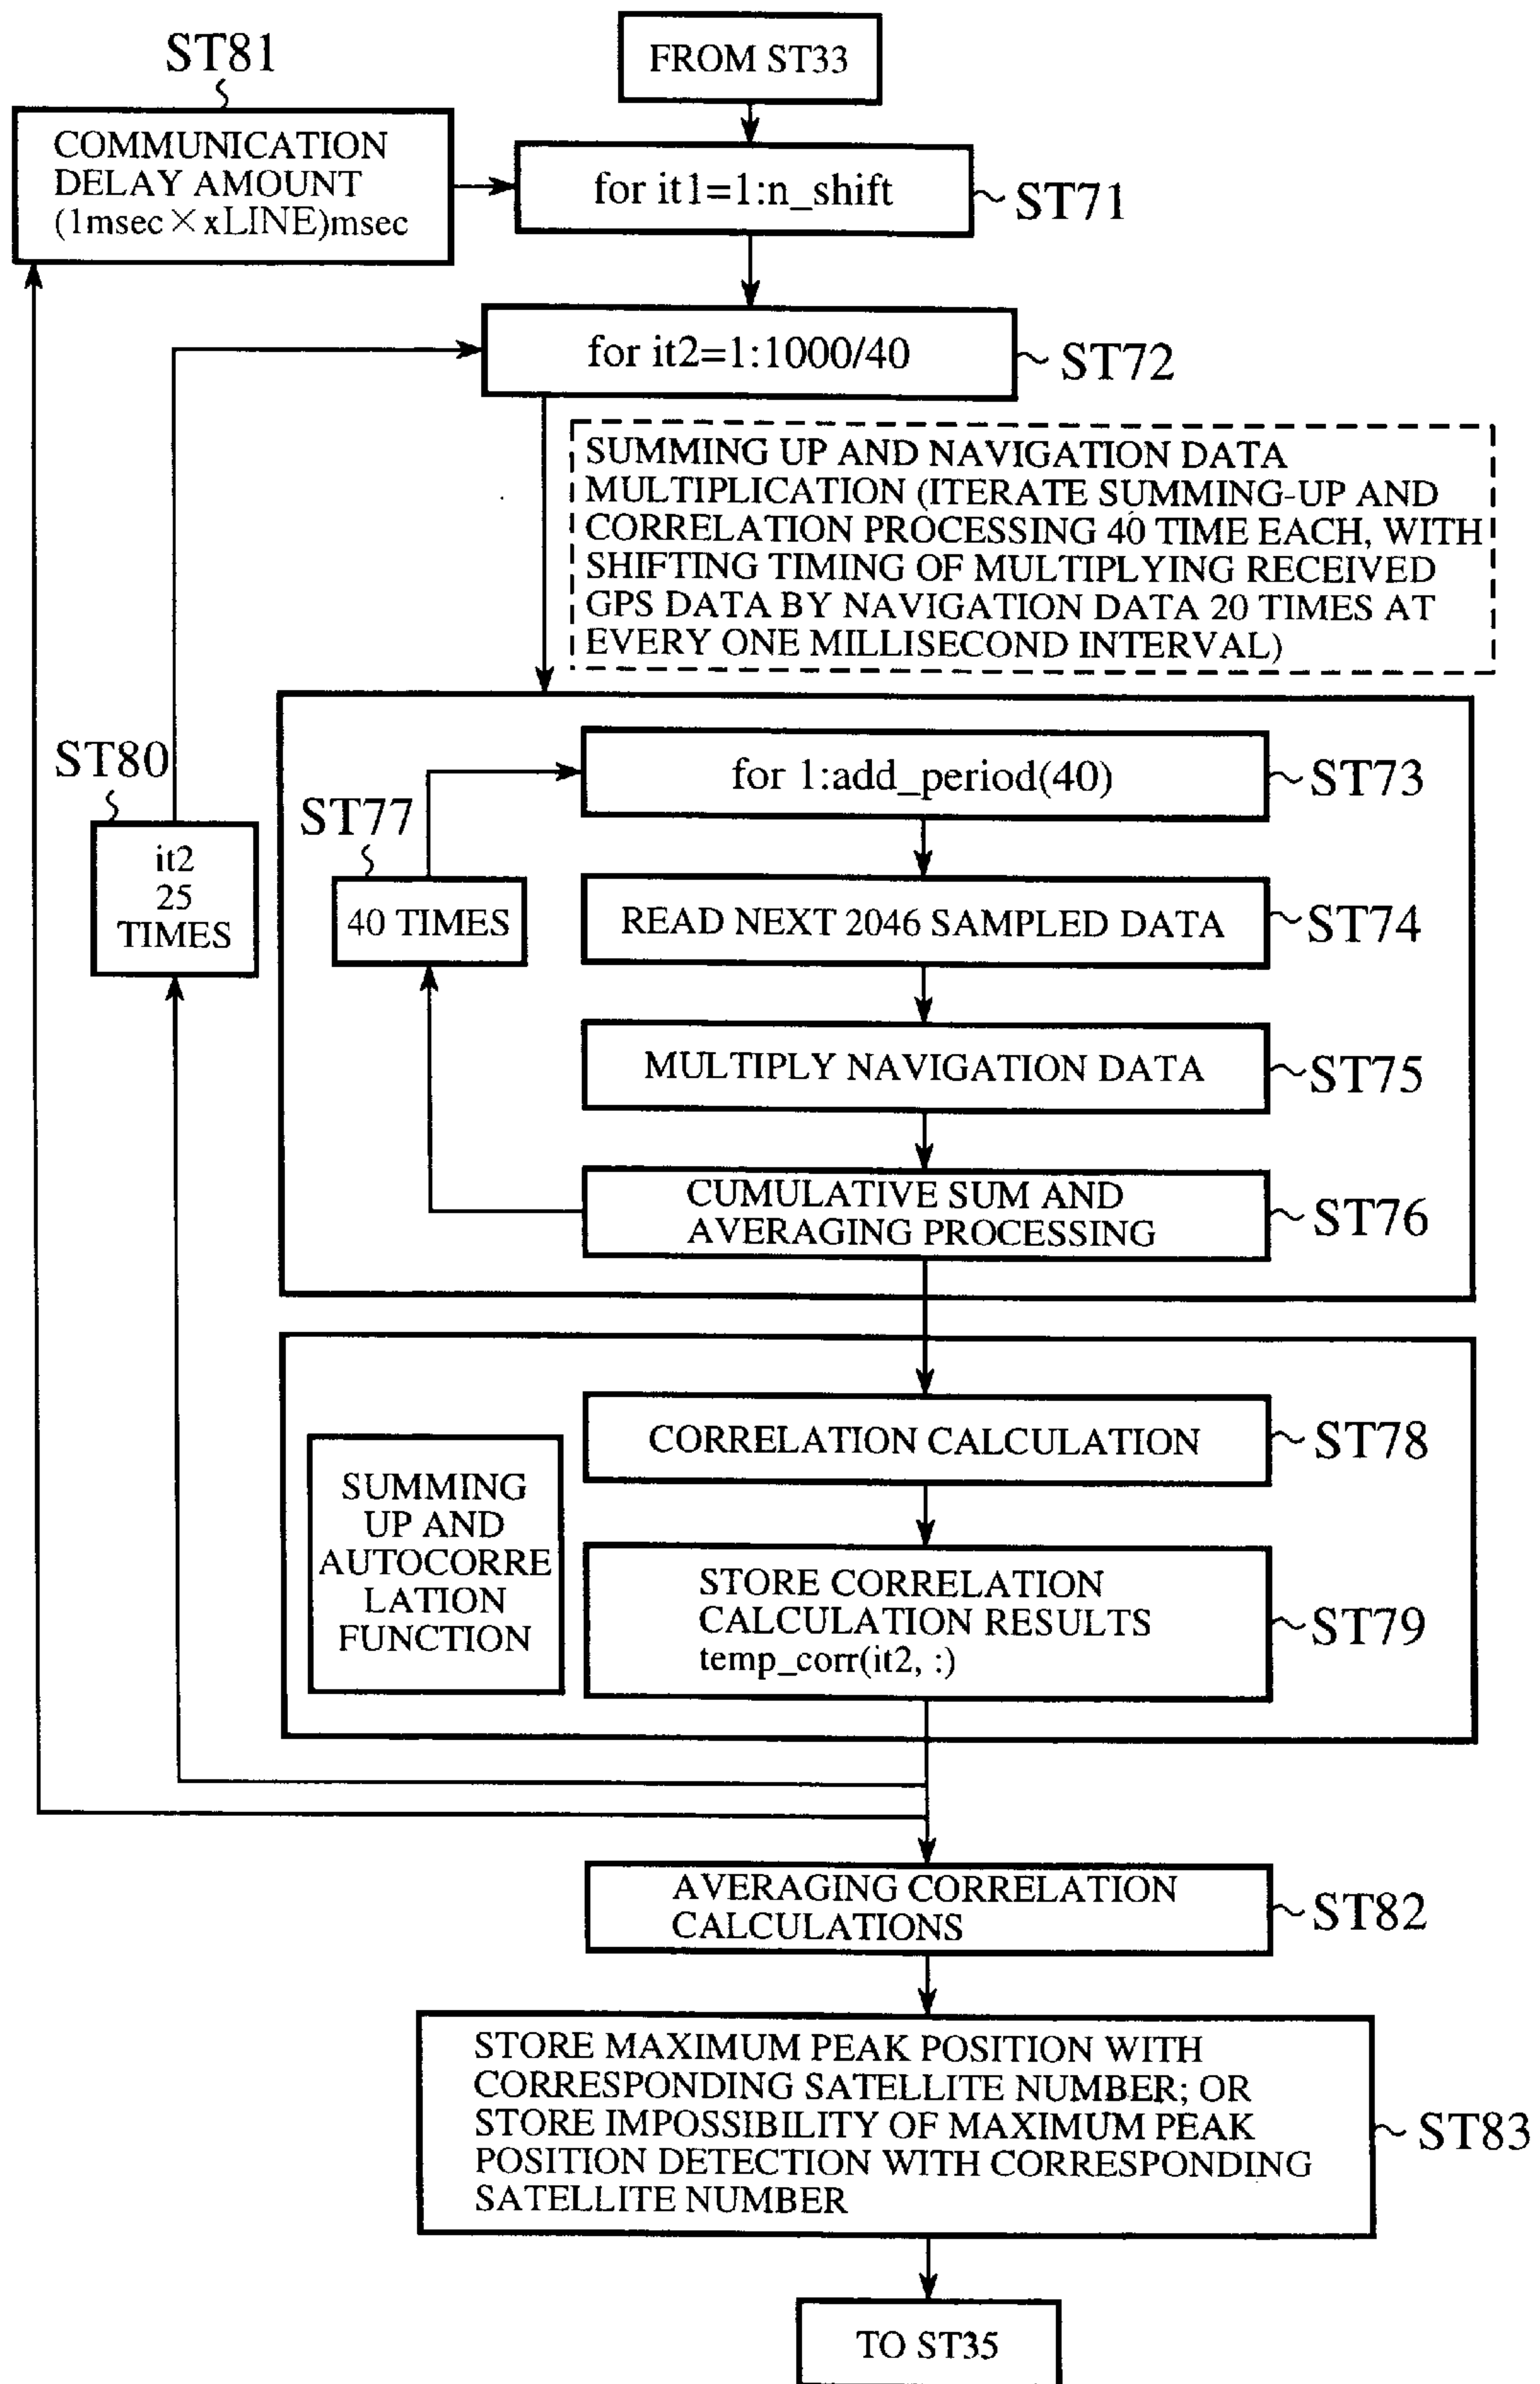 FROM ST33
ST81
COMMUNICATION
DELAY AMOUNT
(1msec×xLINE)msec
for it1=1:n_shift
ST71
for it2=1:1000/40
ST72
SUMMING UP AND NAVIGATION DATA
MULTIPLICATION (ITERATE SUMMING-UP AND
CORRELATION PROCESSING 40 TIME EACH, WITH
SHIFTING TIMING OF MULTIPLYING RECEIVED
GPS DATA BY NAVIGATION DATA 20 TIMES AT
EVERY ONE MILLISECOND INTERVAL)
ST80
it2
25
TIMES
ST77
40 TIMES
for 1:add_period(40)
ST73
READ NEXT 2046 SAMPLED DATA
ST74
MULTIPLY NAVIGATION DATA
ST75
CUMULATIVE SUM AND
AVERAGING PROCESSING
ST76
CORRELATION CALCULATION
ST78
SUMMING
UP AND
AUTOCORRE
LATION
FUNCTION
STORE CORRELATION
CALCULATION RESULTS
temp_corr(it2, :)
ST79
AVERAGING CORRELATION
CALCULATIONS
ST82
STORE MAXIMUM PEAK POSITION WITH
CORRESPONDING SATELLITE NUMBER; OR
STORE IMPOSSIBILITY OF MAXIMUM PEAK
POSITION DETECTION WITH CORRESPONDING
SATELLITE NUMBER
ST83
TO ST35